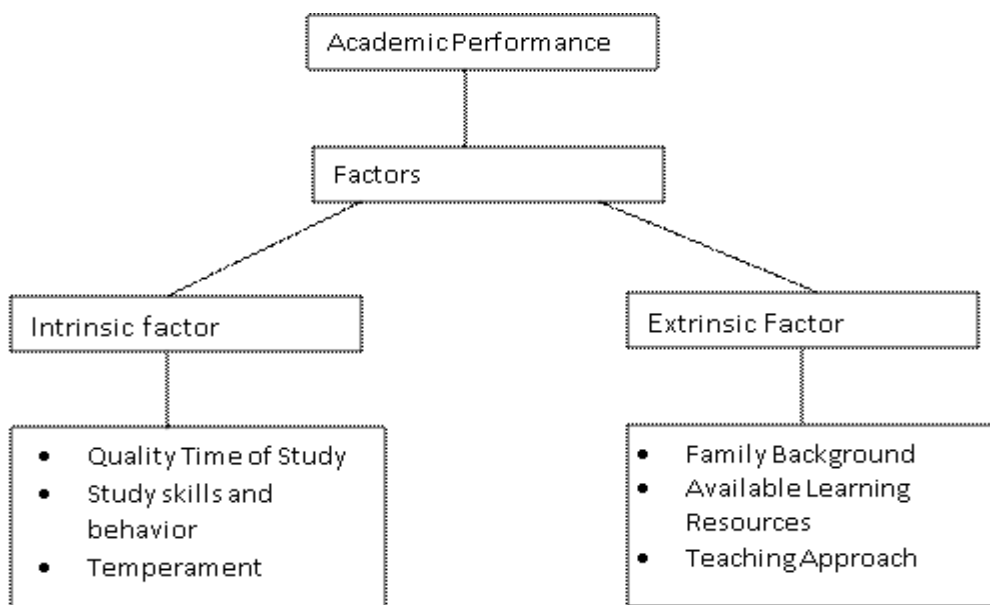 Academic Performance
Factors
Intrinsic factor
Extrinsic Factor
• Quality Time of Study
• Study skills and
behavior
• Temperament
• Family Background
• Available Learning
Resources
• Teaching Approach